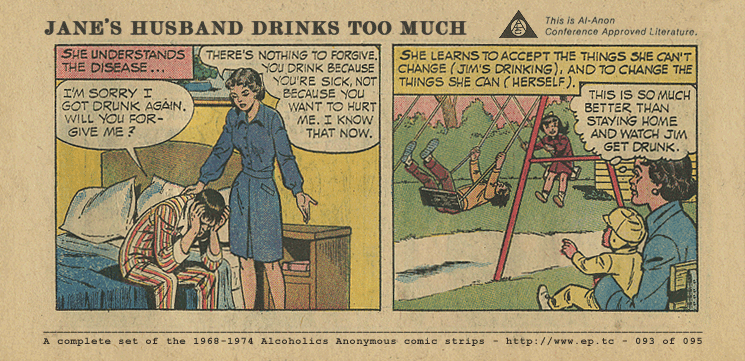 JANE'S HUSBAND DRINKS TOO MUCH
This is Al-Anon
Conference Approved Literature.
SHE UNDERSTANDS
THE DISEASE...
I'M SORRY I
GOT DRUNK AGAIN.
WILL YOU FOR-
GIVE ME?
THERE'S NOTHING TO FORGIVE.
YOU DRINK BECAUSE
YOU'RE SICK, NOT
BECAUSE YOU
WANT TO HURT
ME. I KNOW
THAT NOW.
SHE LEARNS TO ACCEPT THE THINGS SHE CAN'T
CHANGE (JIM'S DRINKING), AND TO CHANGE THE
THINGS SHE CAN (HERSELF).
THIS IS SO MUCH
BETTER THAN
STAYING HOME
AND WATCH JIM
GET DRUNK.
A complete set of the 1968-1974 Alcoholics Anonymous comic strips - http://www.ep.tc - 093 of 095